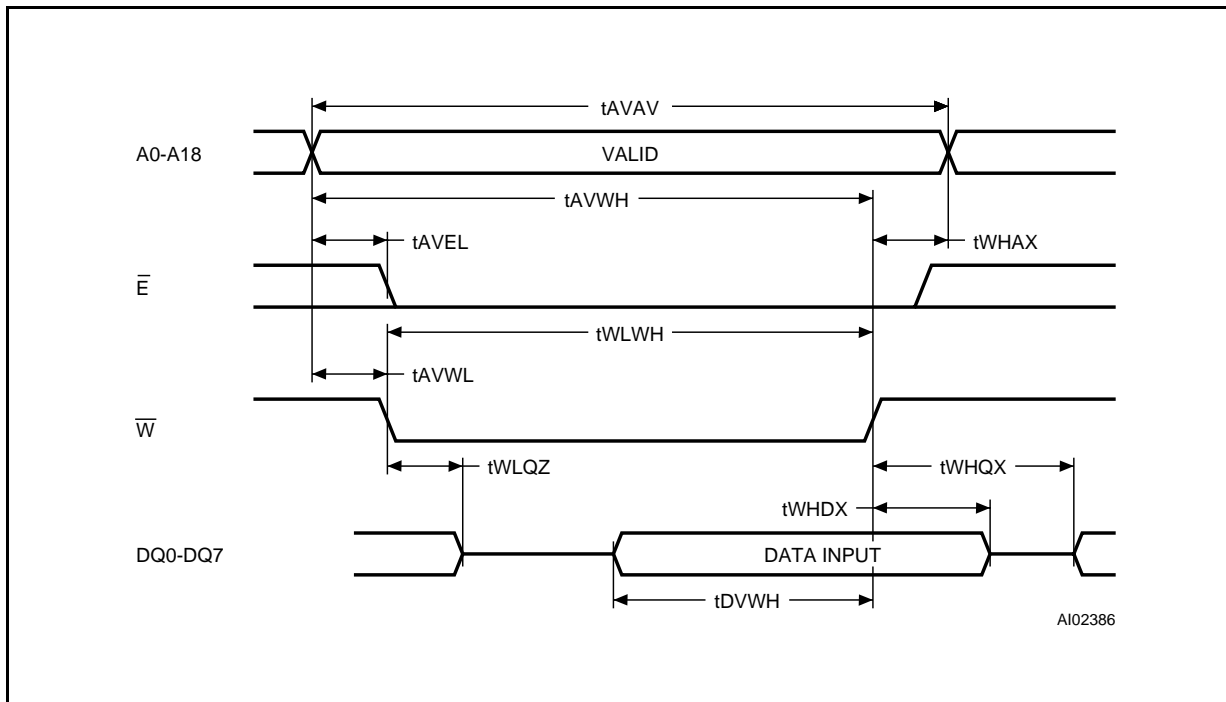 tAVAV
A0-A18
VALID
tAVWH
tAVEL
tWHAX
E̅
tWLWH
tAVWL
W̅
tWLQZ
tWHQX
tWHDX
DQ0-DQ7
DATA INPUT
tDVWH
AI02386